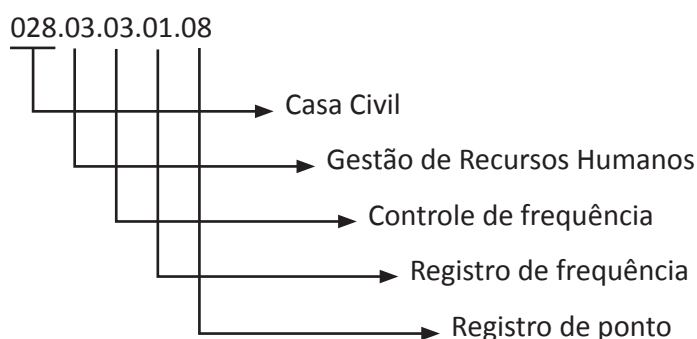 028.03.03.01.08
Casa Civil
Gestão de Recursos Humanos
Controle de frequência
Registro de frequência
Registro de ponto